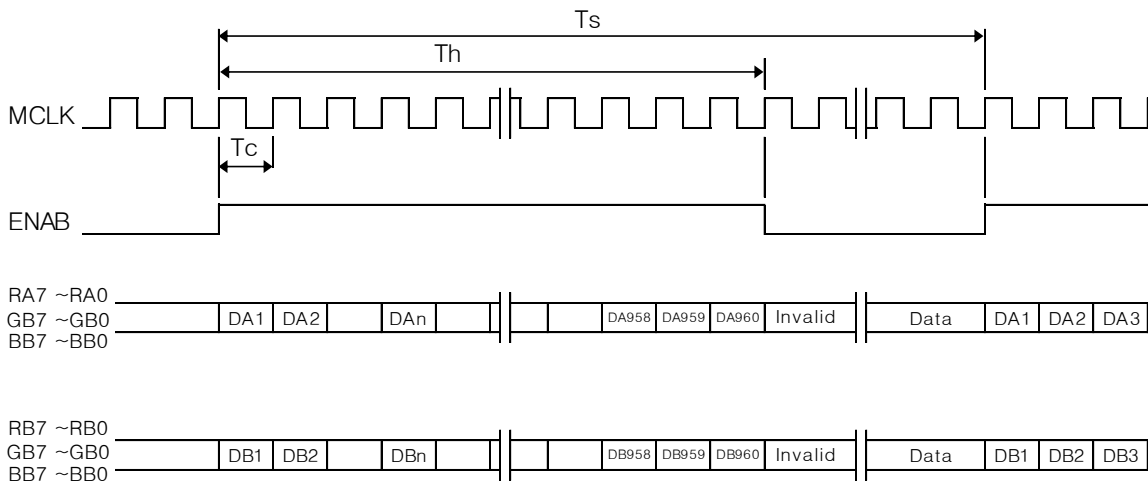 Ts
Th
MCLK
Tc
ENAB
RA7 ~RA0
GB7 ~GB0 DA1 DA2 DAn DA958 DA959 DA960 Invalid Data DA1 DA2 DA3
BB7 ~BB0
RB7 ~RB0
GB7 ~GB0 DB1 DB2 DBn DB958 DB959 DB960 Invalid Data DB1 DB2 DB3
BB7 ~BB0